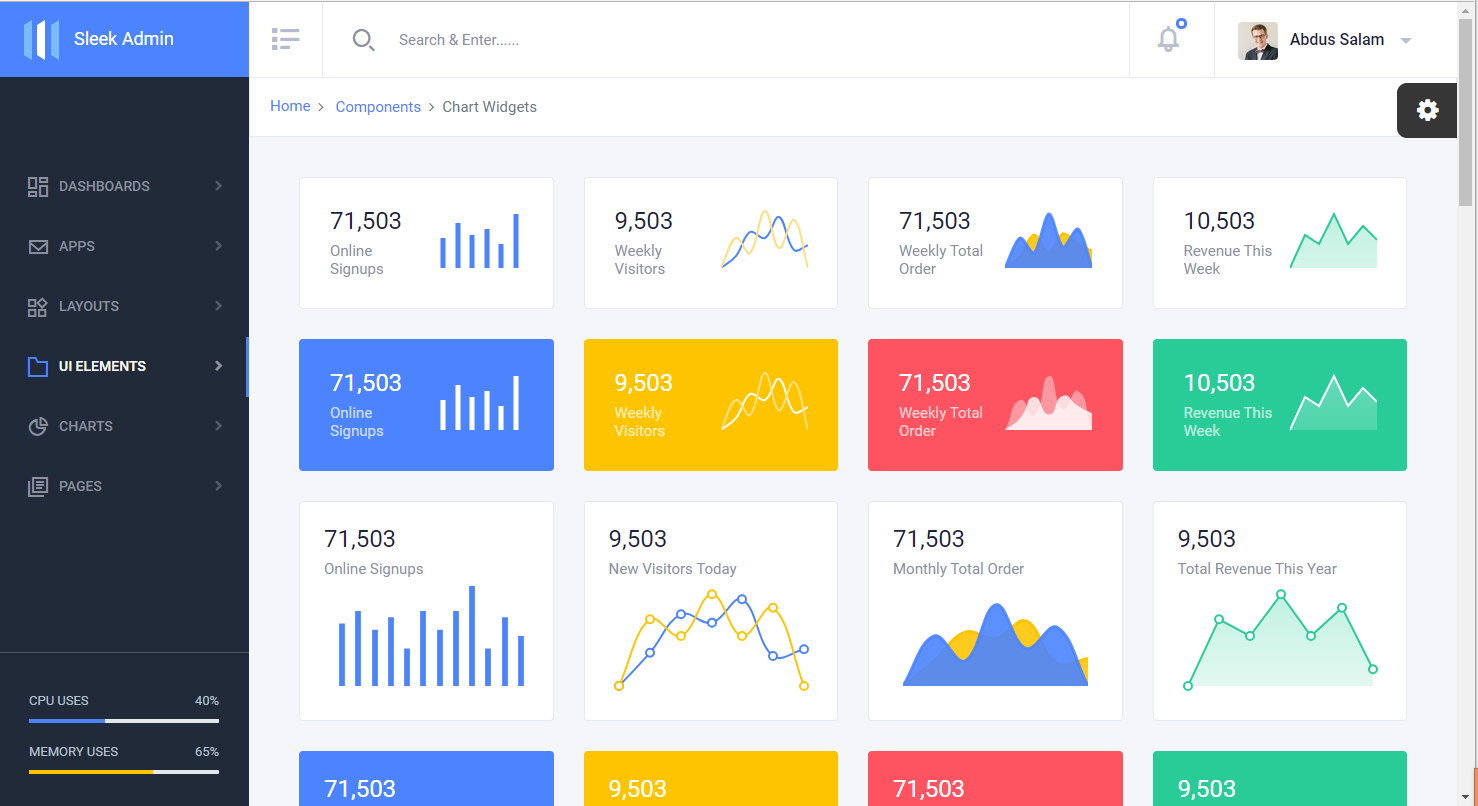 Sleek Admin
Search & Enter......
Abdus Salam
Home
Components
Chart Widgets
DASHBOARDS
APPS
LAYOUTS
UI ELEMENTS
CHARTS
PAGES
CPU USES 40%
MEMORY USES 65%
71,503
Online
Signups
9,503
Weekly
Visitors
71,503
Weekly Total
Order
10,503
Revenue This
Week
71,503
Online
Signups
9,503
Weekly
Visitors
71,503
Weekly Total
Order
10,503
Revenue This
Week
71,503
Online Signups
9,503
New Visitors Today
71,503
Monthly Total Order
9,503
Total Revenue This Year
71,503
9,503
71,503
9,503